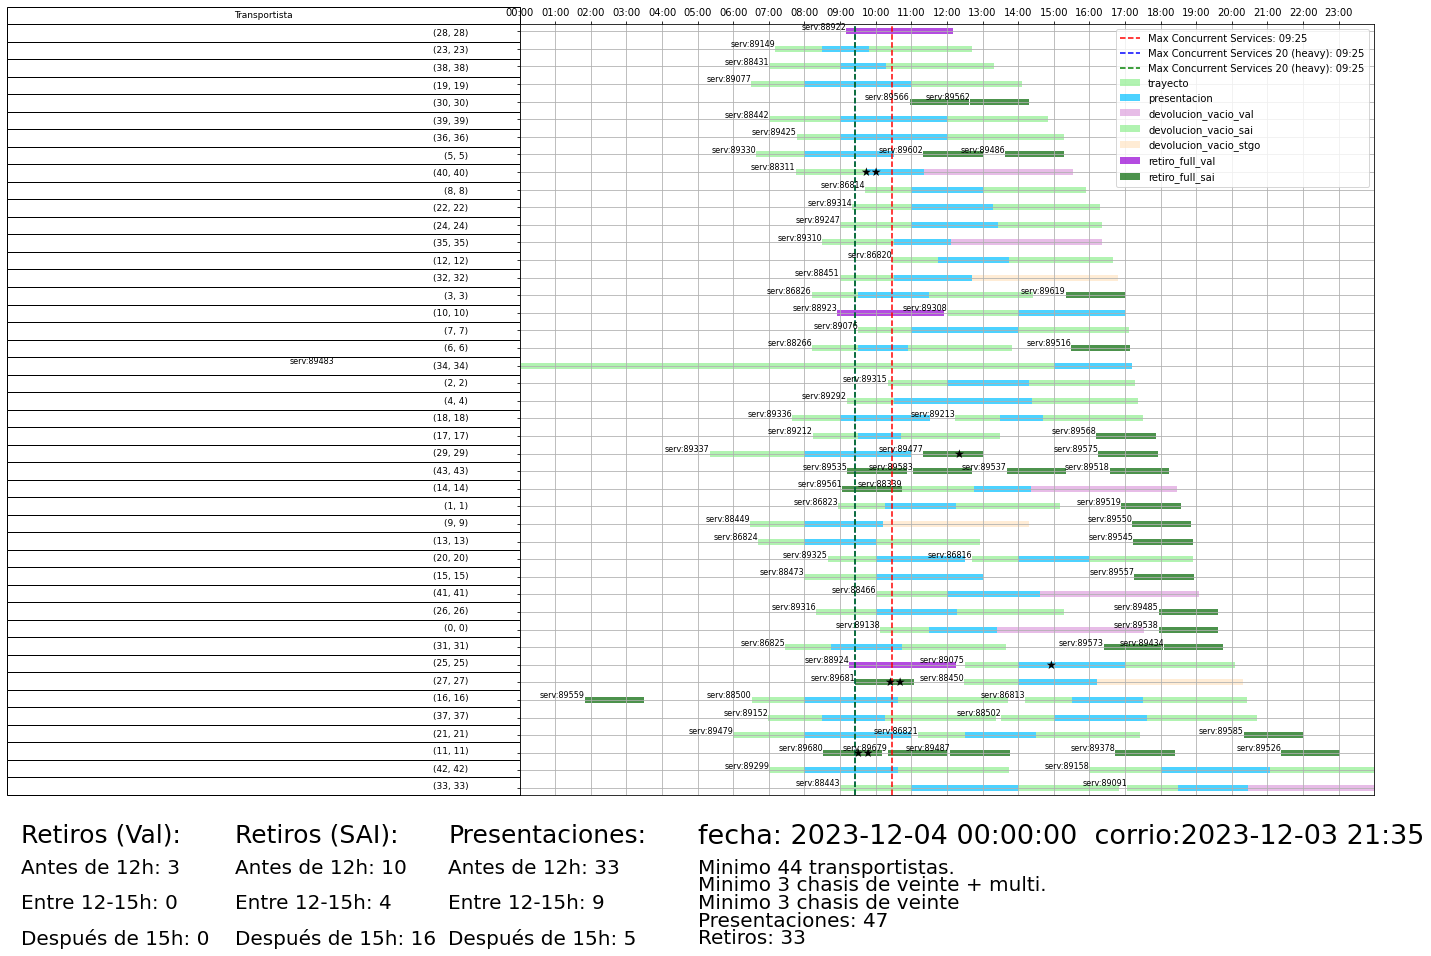 Transportista
00:00 01:00 02:00 03:00 04:00 05:00 06:00 07:00 08:00 09:00 10:00 11:00 12:00 13:00 14:00 15:00 16:00 17:00 18:00 19:00 20:00 21:00 22:00 23:00
Max Concurrent Services: 09:25
Max Concurrent Services 20 (heavy): 09:25
Max Concurrent Services 20 (heavy): 09:25
trayecto
presentacion
devolucion_vacio_val
devolucion_vacio_sai
devolucion_vacio_stgo
retiro_full_val
retiro_full_sai
(28, 28) serv:88922
(23, 23) serv:89149
(38, 38) serv:88431
(19, 19) serv:89077
(30, 30) serv:89566 serv:89562
(39, 39) serv:88442
(36, 36) serv:89425
(5, 5) serv:89330 serv:89602 serv:89486
(40, 40) serv:88311
(8, 8) serv:86814
(22, 22) serv:89314
(24, 24) serv:89247
(35, 35) serv:89310
(12, 12) serv:86820
(32, 32) serv:88451
(3, 3) serv:86826 serv:89619
(10, 10) serv:88923 serv:89308
(7, 7) serv:89076
(6, 6) serv:88266 serv:89516
serv:89483 (34, 34)
(2, 2) serv:89315
(4, 4) serv:89292
(18, 18) serv:89336 serv:89213
(17, 17) serv:89212 serv:89568
(29, 29) serv:89337 serv:89477 serv:89575
(43, 43) serv:89535 serv:89583 serv:89537 serv:89518
(14, 14) serv:89561 serv:88339
(1, 1) serv:86823 serv:89519
(9, 9) serv:88449 serv:89550
(13, 13) serv:86824 serv:89545
(20, 20) serv:89325 serv:86816
(15, 15) serv:88473 serv:89557
(41, 41) serv:88466
(26, 26) serv:89316 serv:89485
(0, 0) serv:89138 serv:89538
(31, 31) serv:86825 serv:89573 serv:89434
(25, 25) serv:88924 serv:89075
(27, 27) serv:89681 serv:88450
(16, 16) serv:89559 serv:88500 serv:86813
(37, 37) serv:89152 serv:88502
(21, 21) serv:89479 serv:86821 serv:89585
(11, 11) serv:89680 serv:89679 serv:89487 serv:89378 serv:89526
(42, 42) serv:89299 serv:89158
(33, 33) serv:88443 serv:89091
Retiros (Val):
Antes de 12h: 3
Entre 12-15h: 0
Después de 15h: 0
Retiros (SAI):
Antes de 12h: 10
Entre 12-15h: 4
Después de 15h: 16
Presentaciones:
Antes de 12h: 33
Entre 12-15h: 9
Después de 15h: 5
fecha: 2023-12-04 00:00:00 corrio:2023-12-03 21:35
Minimo 44 transportistas.
Minimo 3 chasis de veinte + multi.
Minimo 3 chasis de veinte
Presentaciones: 47
Retiros: 33